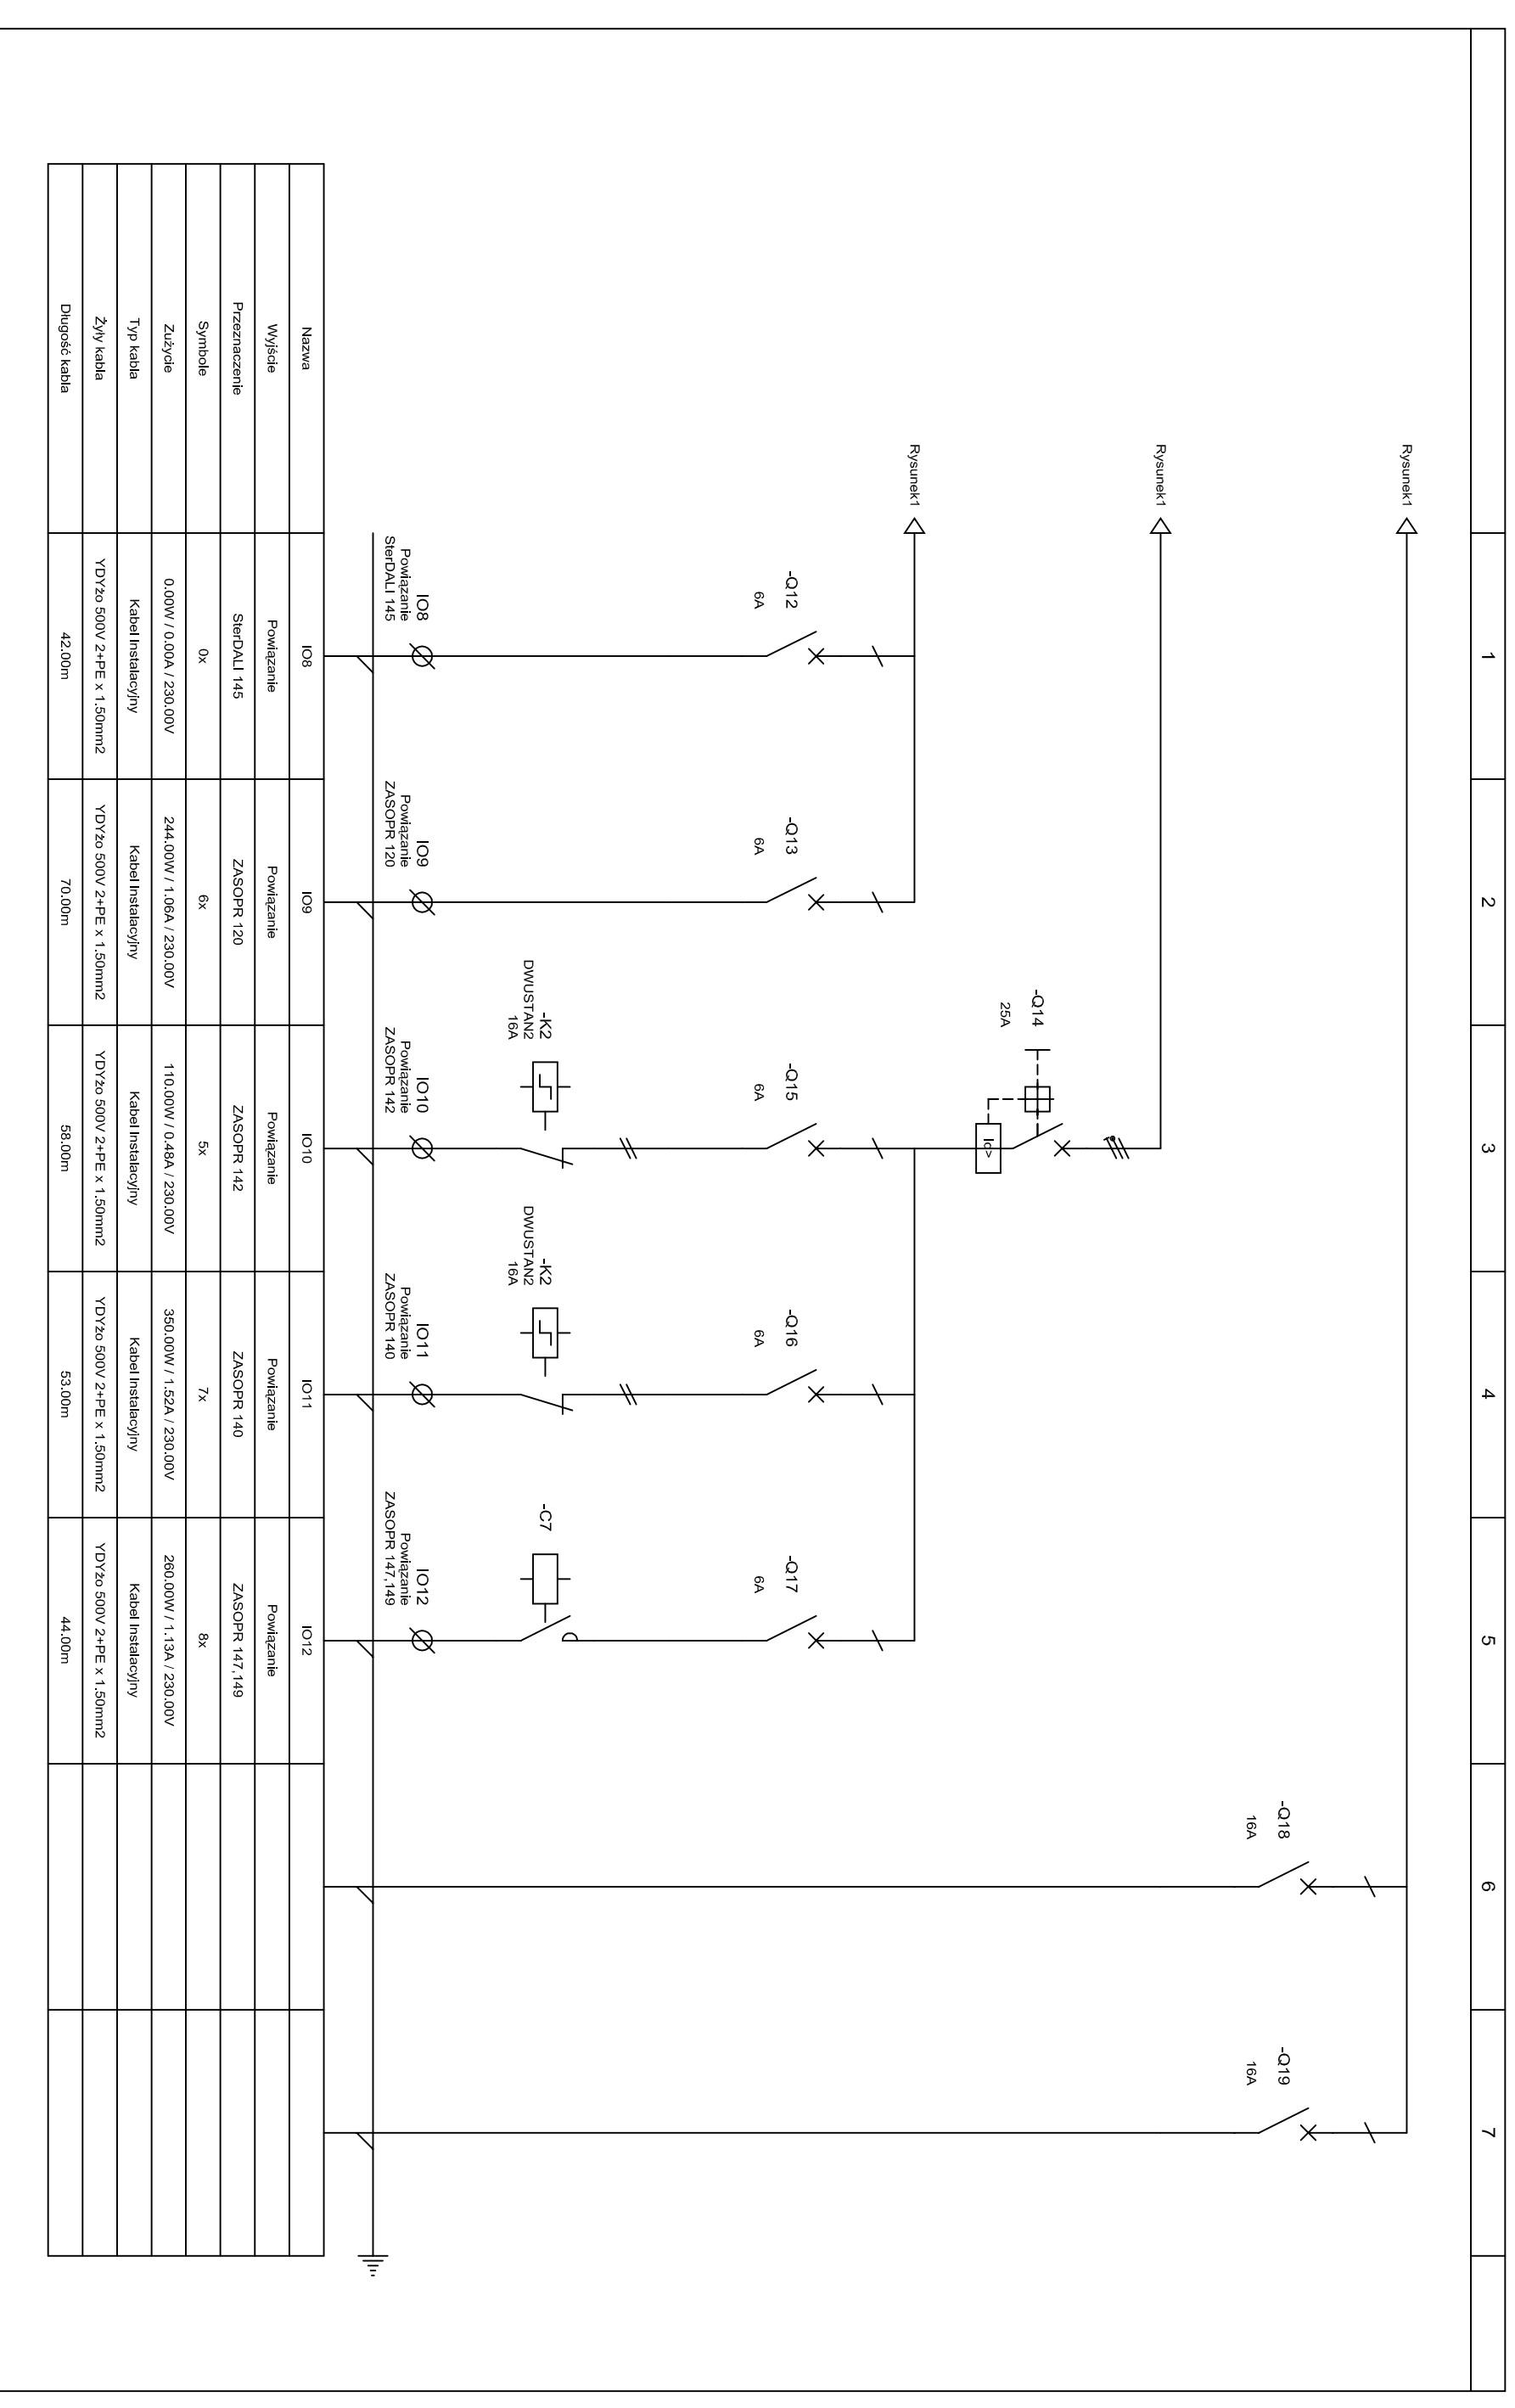 1
2
3
4
5
6
7
Rysunek1
Rysunek1
Rysunek1
-Q18
16A
-Q19
16A
-Q14
25A
Ic>
-Q12
6A
-Q13
6A
-Q15
6A
-Q16
6A
-Q17
6A
-K2
DWUSTAN2
16A
-K2
DWUSTAN2
16A
-C7
IO8
Powiązanie
SterDALI 145
IO9
Powiązanie
ZASOPR 120
IO10
Powiązanie
ZASOPR 142
IO11
Powiązanie
ZASOPR 140
IO12
Powiązanie
ZASOPR 147,149
Nazwa IO8 IO9 IO10 IO11 IO12
Wyjście Powiązanie Powiązanie Powiązanie Powiązanie Powiązanie
Przeznaczenie SterDALI 145 ZASOPR 120 ZASOPR 142 ZASOPR 140 ZASOPR 147,149
Symbole 0x 6x 5x 7x 8x
Zużycie 0.00W / 0.00A / 230.00V 244.00W / 1.06A / 230.00V 110.00W / 0.48A / 230.00V 350.00W / 1.52A / 230.00V 260.00W / 1.13A / 230.00V
Typ kabla Kabel Instalacyjny Kabel Instalacyjny Kabel Instalacyjny Kabel Instalacyjny Kabel Instalacyjny
Żyły kabla YDYżo 500V 2+PE x 1.50mm2 YDYżo 500V 2+PE x 1.50mm2 YDYżo 500V 2+PE x 1.50mm2 YDYżo 500V 2+PE x 1.50mm2 YDYżo 500V 2+PE x 1.50mm2
Długość kabla 42.00m 70.00m 58.00m 53.00m 44.00m